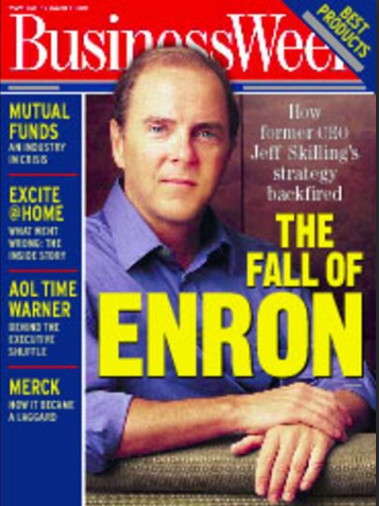 BusinessWeek
BEST
PRODUCTS
MUTUAL
FUNDS
AN INDUSTRY
IN CRISIS
EXCITE
@HOME
WHAT WENT
WRONG: THE
INSIDE STORY
AOL TIME
WARNER
BEHIND THE
EXECUTIVE
SHUFFLE
MERCK
HOW IT BECAME
A LAGGARD
How
former CEO
Jeff Skilling's
strategy
backfired
THE
FALL OF
ENRON